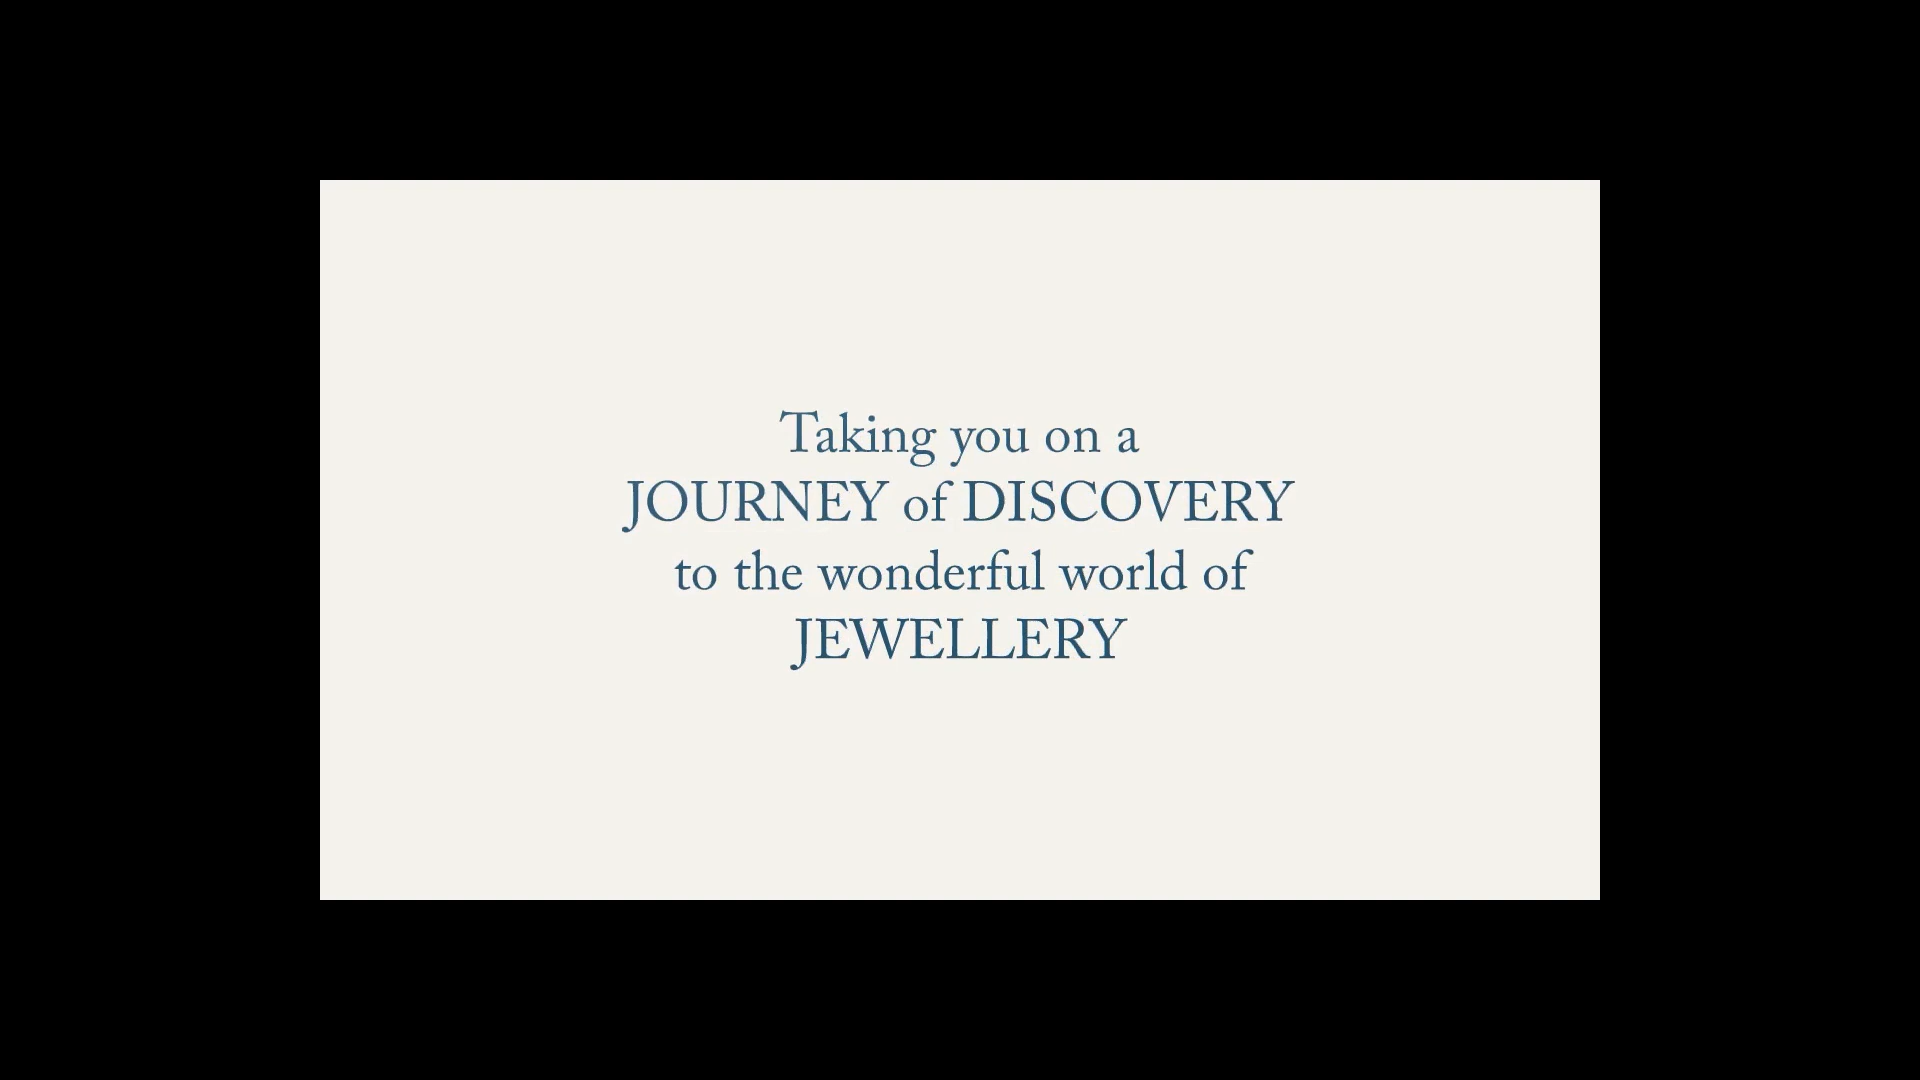 Taking you on a
JOURNEY of DISCOVERY
to the wonderful world of
JEWELLERY